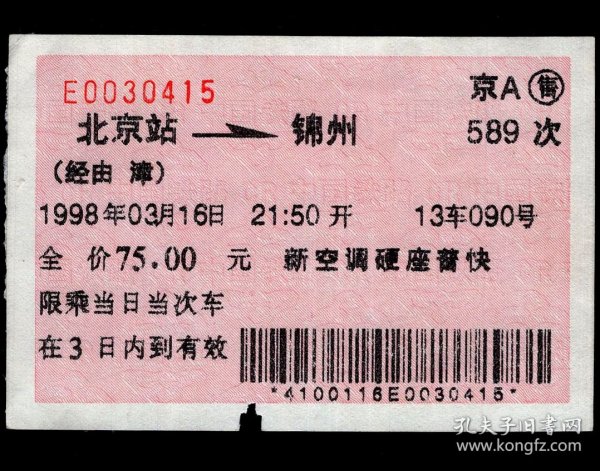 E0030415 京A 售
北京站 → 锦州 589 次
（经由 漳）
1998年03月16日 21:50 开 13车090号
全 价75.00 元 新空调硬座普快
限乘当日当次车
在3日内到有效
*4100116E0030415*
孔夫子旧书网
www.kongfz.com